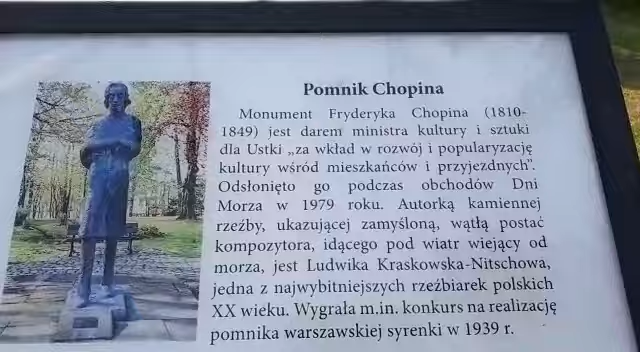 Pomnik Chopina
Monument Fryderyka Chopina (1810-
1849) jest darem ministra kultury i sztuki
dla Ustki „za wkład w rozwój i popularyzację
kultury wśród mieszkańców i przyjezdnych”.
Odsłonięto go podczas obchodów Dni
Morza w 1979 roku. Autorką kamiennej
rzeźby, ukazującej zamyśloną, wątłą postać
kompozytora, idącego pod wiatr wiejący od
morza, jest Ludwika Kraskowska-Nitschowa,
jedna z najwybitniejszych rzeźbiarek polskich
XX wieku. Wygrała m.in. konkurs na realizację
pomnika warszawskiej syrenki w 1939 r.